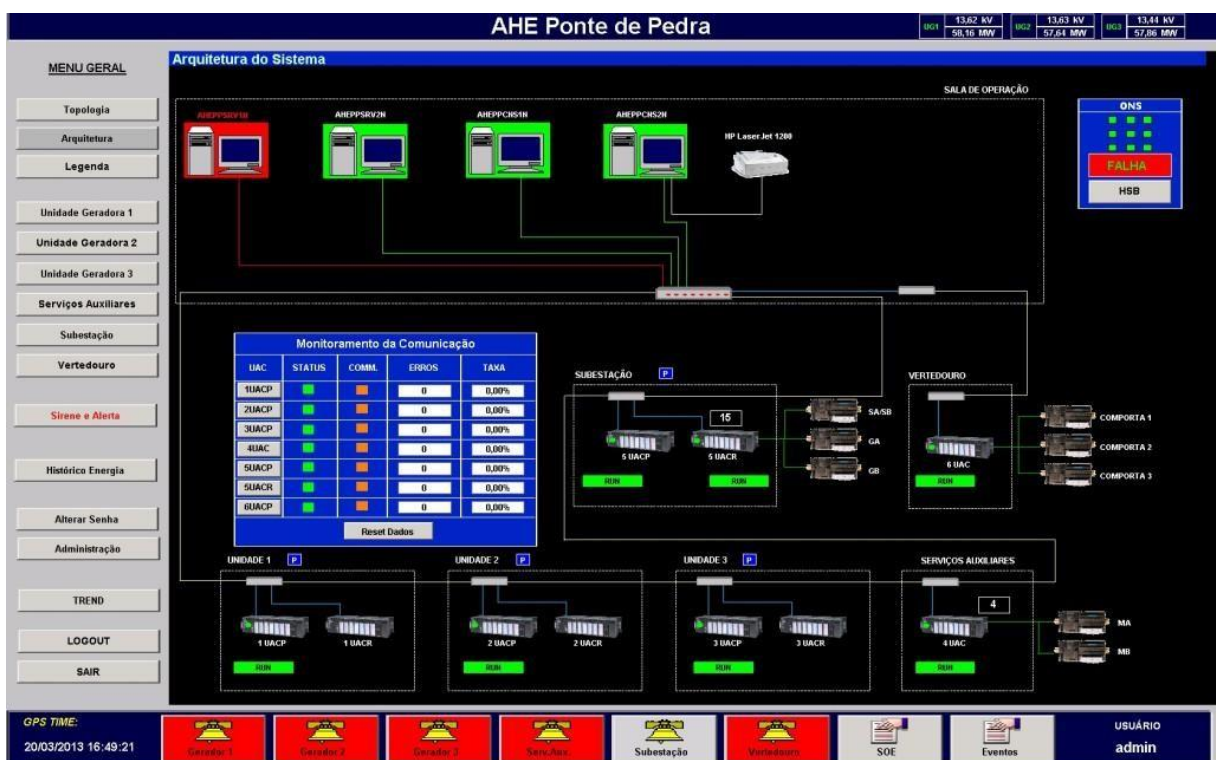 AHE Ponte de Pedra
UG1 13,62 kV 58,16 MW
UG2 13,63 kV 57,64 MW
UG3 13,44 kV 57,86 MW
MENU GERAL
Topologia
Arquitetura
Legenda
Unidade Geradora 1
Unidade Geradora 2
Unidade Geradora 3
Serviços Auxiliares
Subestação
Vertedouro
Sirene e Alerta
Histórico Energia
Alterar Senha
Administração
TREND
LOGOUT
SAIR
Arquitetura do Sistema
SALA DE OPERAÇÃO
AHEPPSRV1N
AHEPPSRV2N
AHEPPCNS1N
AHEPPCNS2N
HP LaserJet 1200
ONS
FALHA
HSB
Monitoramento da Comunicação
UAC STATUS COMM. ERROS TAXA
1UACP 0 0,00%
2UACP 0 0,00%
3UACP 0 0,00%
4UAC 0 0,00%
5UACP 0 0,00%
5UACR 0 0,00%
6UACP 0 0,00%
Reset Dados
SUBESTAÇÃO P
15
5 UACP
5 UACR
RUN
RUN
SA/SB
GA
GB
VERTEDOURO
6 UAC
RUN
COMPORTA 1
COMPORTA 2
COMPORTA 3
UNIDADE 1 P
1 UACP
1 UACR
RUN
UNIDADE 2 P
2 UACP
2 UACR
RUN
UNIDADE 3 P
3 UACP
3 UACR
RUN
SERVIÇOS AUXILIARES
4
4 UAC
RUN
MA
MB
GPS TIME:
20/03/2013 16:49:21
Gerador 1
Gerador 2
Gerador 3
Serv.Aux.
Subestação
Vertedouro
SOE
Eventos
USUÁRIO
admin